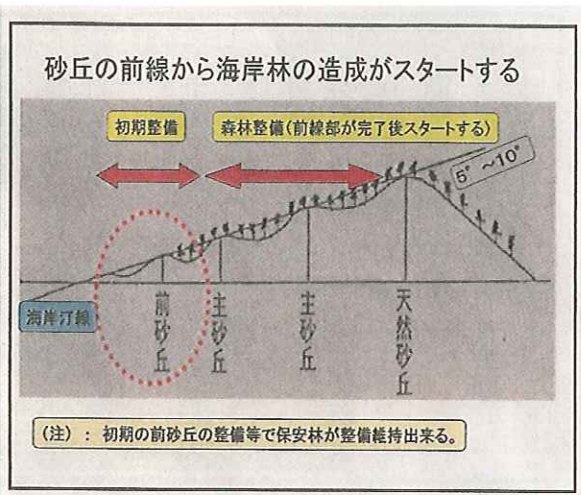 砂丘の前線から海岸林の造成がスタートする
初期整備
森林整備(前線部が完了後スタートする)
5°~10°
海岸汀線
前砂丘
主砂丘
主砂丘
天然砂丘
(注): 初期の前砂丘の整備等で保安林が整備維持出来る。